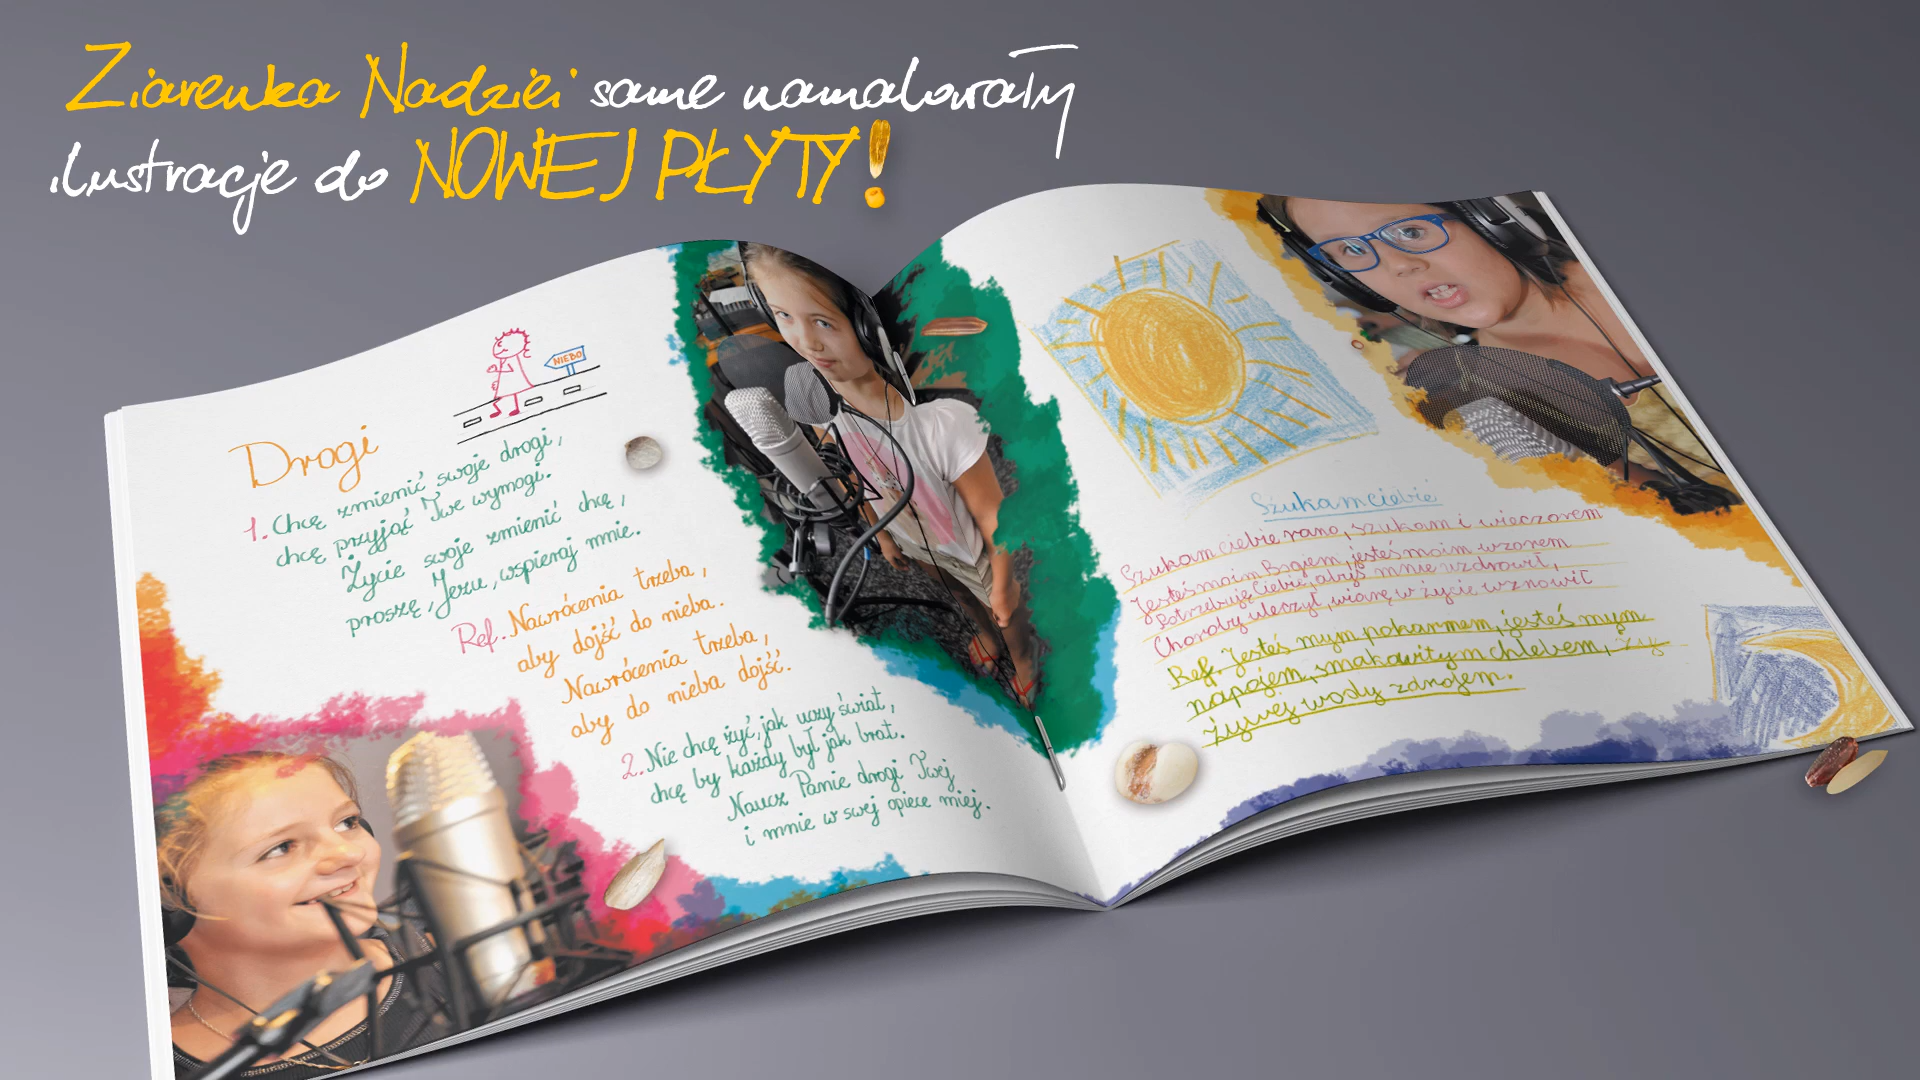 Ziarenka Nadziei same namalowały
ilustracje do NOWEJ PŁYTY!
NIEBO
Drogi
1. Chcę zmienić swoje drogi,
chcę przyjąć Twe wymogi.
Życie swoje zmienić chcę,
proszę, Jezu, wspieraj mnie.
Ref. Nawrócenia trzeba,
aby dojść do nieba.
Nawrócenia trzeba,
aby do nieba dojść.
2. Nie chcę żyć, jak uczy świat,
chcę by każdy był jak brat.
Naucz Panie drogi Twej
i mnie w swej opiece miej.
Szukam ciebie
Szukam ciebie rano, szukam i wieczorem
Jesteś moim Bogiem, jesteś moim wzorem
Potrzebuję Ciebie, abyś mnie uzdrowił,
Choroby uleczył, wiarę w życie wznowił
Ref. Jesteś mym pokarmem, jesteś mym
napojem, smakowitym chlebem,
żywej wody zdrojem.